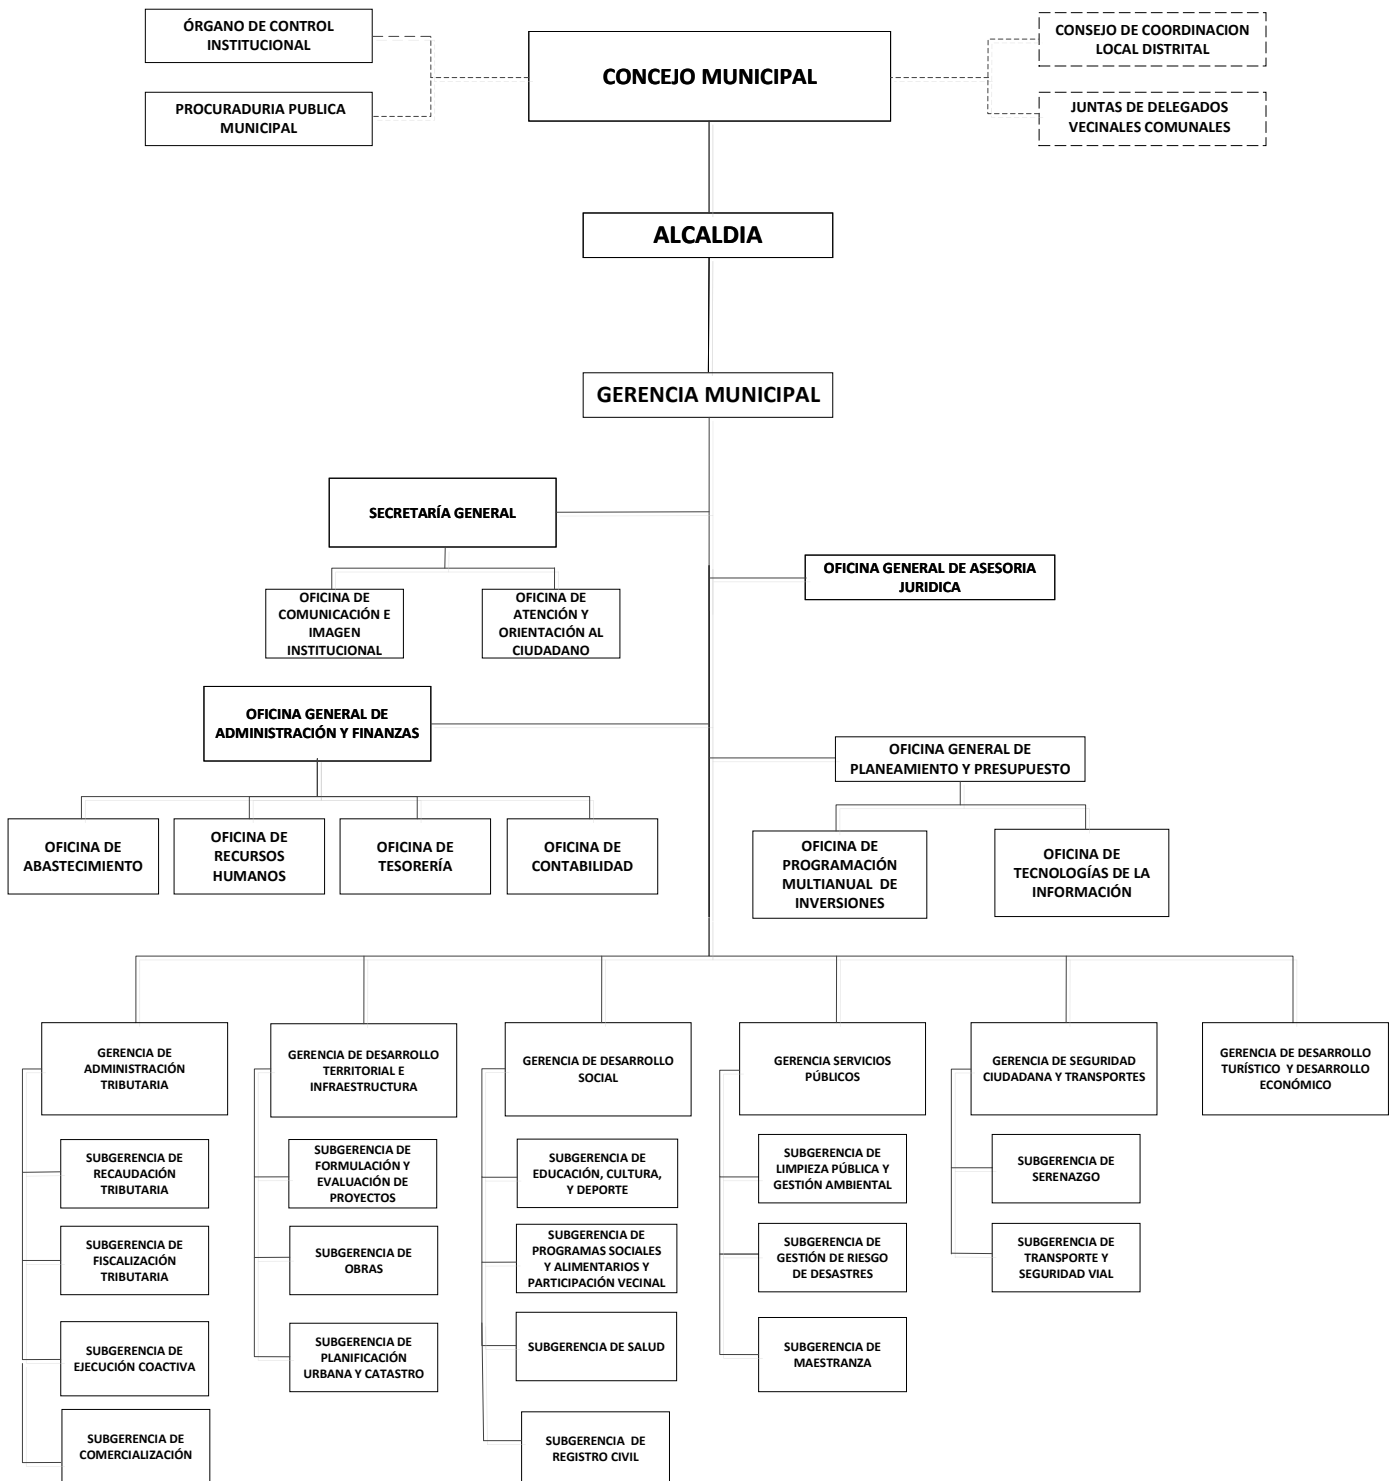 ÓRGANO DE CONTROL
INSTITUCIONAL
CONCEJO MUNICIPAL
CONSEJO DE COORDINACION
LOCAL DISTRITAL
PROCURADURIA PUBLICA
MUNICIPAL
JUNTAS DE DELEGADOS
VECINALES COMUNALES
ALCALDIA
GERENCIA MUNICIPAL
SECRETARÍA GENERAL
OFICINA GENERAL DE ASESORIA
JURIDICA
OFICINA DE
COMUNICACIÓN E
IMAGEN
INSTITUCIONAL
OFICINA DE
ATENCIÓN Y
ORIENTACIÓN AL
CIUDADANO
OFICINA GENERAL DE
ADMINISTRACIÓN Y FINANZAS
OFICINA GENERAL DE
PLANEAMIENTO Y PRESUPUESTO
OFICINA DE
ABASTECIMIENTO
OFICINA DE
RECURSOS
HUMANOS
OFICINA DE
TESORERÍA
OFICINA DE
CONTABILIDAD
OFICINA DE
PROGRAMACIÓN
MULTIANUAL DE
INVERSIONES
OFICINA DE
TECNOLOGÍAS DE LA
INFORMACIÓN
GERENCIA DE
ADMINISTRACIÓN
TRIBUTARIA
GERENCIA DE DESARROLLO
TERRITORIAL E
INFRAESTRUCTURA
GERENCIA DE DESARROLLO
SOCIAL
GERENCIA SERVICIOS
PÚBLICOS
GERENCIA DE SEGURIDAD
CIUDADANA Y TRANSPORTES
GERENCIA DE DESARROLLO
TURÍSTICO Y DESARROLLO
ECONÓMICO
SUBGERENCIA DE
RECAUDACIÓN
TRIBUTARIA
SUBGERENCIA DE
FORMULACIÓN Y
EVALUACIÓN DE
PROYECTOS
SUBGERENCIA DE
EDUCACIÓN, CULTURA,
Y DEPORTE
SUBGERENCIA DE
LIMPIEZA PÚBLICA Y
GESTIÓN AMBIENTAL
SUBGERENCIA DE
SERENAZGO
SUBGERENCIA DE
FISCALIZACIÓN
TRIBUTARIA
SUBGERENCIA DE
OBRAS
SUBGERENCIA DE
PROGRAMAS SOCIALES
Y ALIMENTARIOS Y
PARTICIPACIÓN VECINAL
SUBGERENCIA DE
GESTIÓN DE RIESGO
DE DESASTRES
SUBGERENCIA DE
TRANSPORTE Y
SEGURIDAD VIAL
SUBGERENCIA DE
EJECUCIÓN COACTIVA
SUBGERENCIA DE
PLANIFICACIÓN
URBANA Y CATASTRO
SUBGERENCIA DE SALUD
SUBGERENCIA DE
MAESTRANZA
SUBGERENCIA DE
COMERCIALIZACIÓN
SUBGERENCIA DE
REGISTRO CIVIL